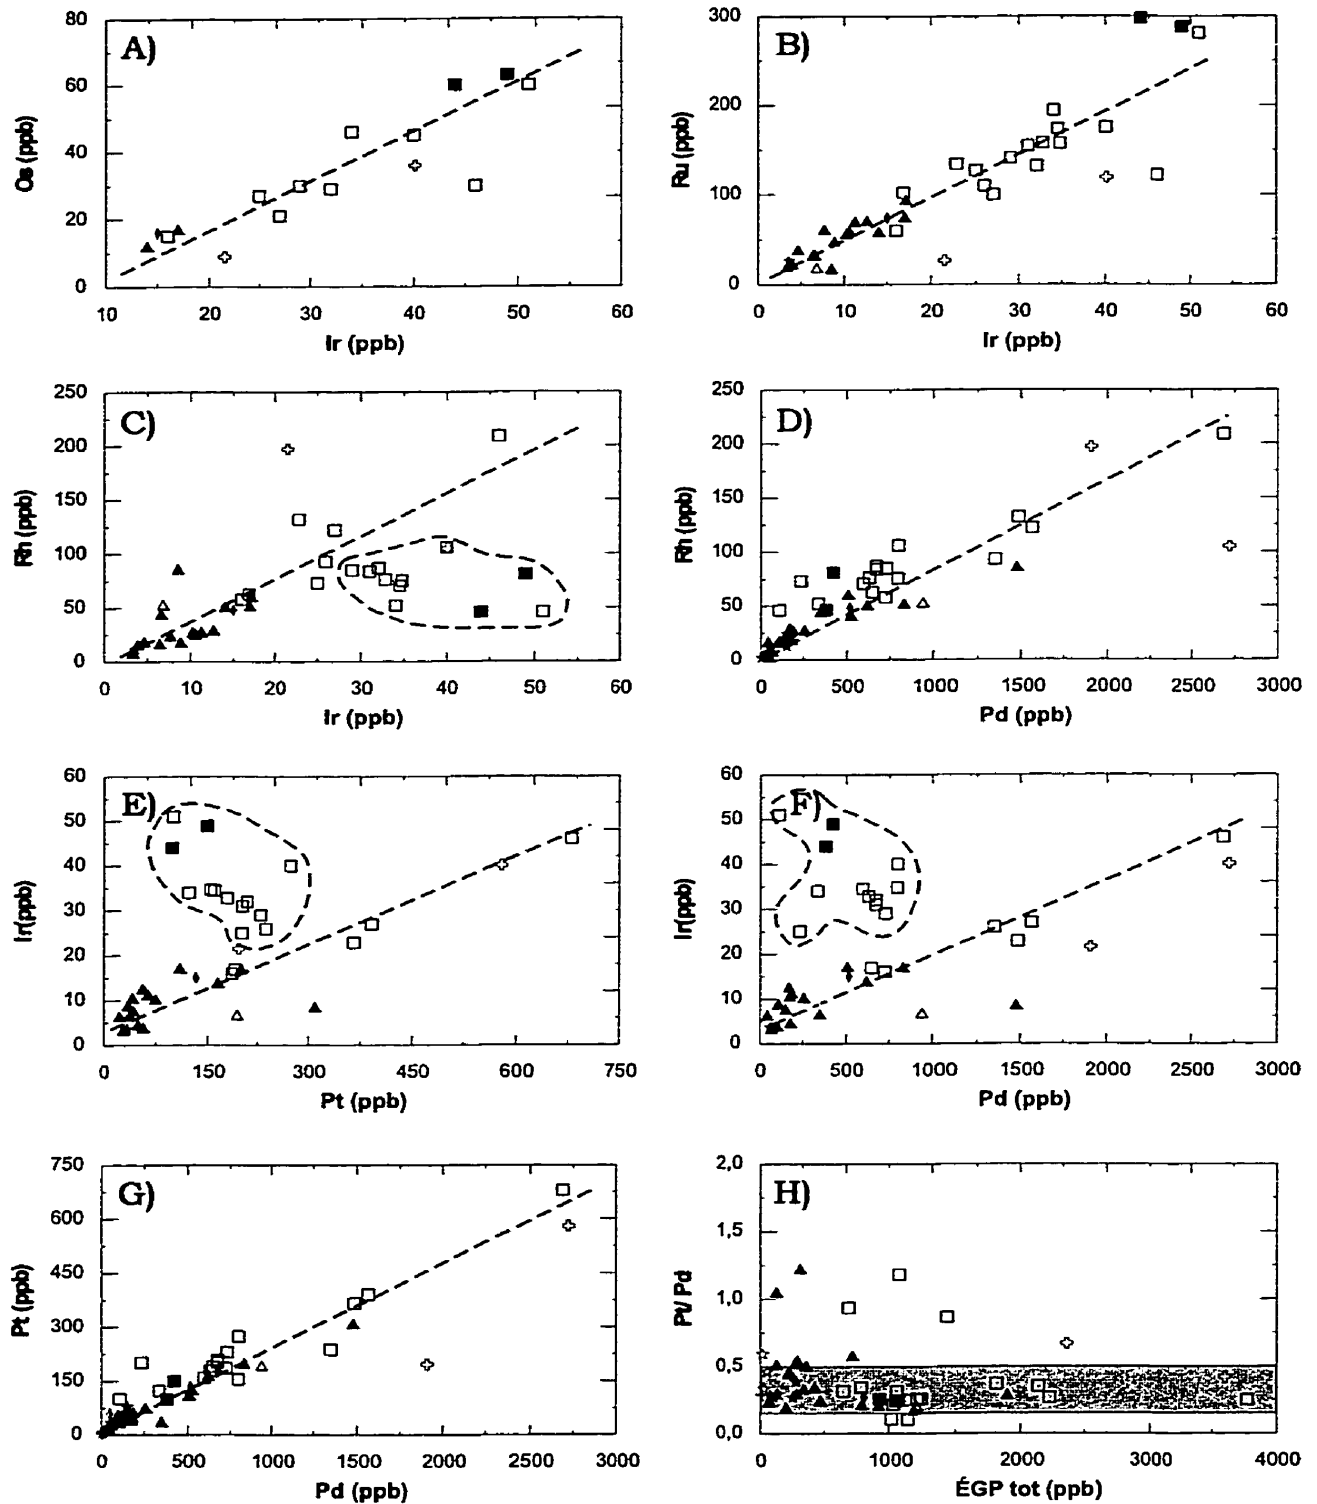 A)
80
60
40
20
0
Os (ppb)
10 20 30 40 50 60
Ir (ppb)
B)
300
200
100
0
Ru (ppb)
0 10 20 30 40 50 60
Ir (ppb)
C)
250
200
150
100
50
0
Rh (ppb)
0 10 20 30 40 50 60
Ir (ppb)
D)
250
200
150
100
50
0
Rh (ppb)
0 500 1000 1500 2000 2500 3000
Pd (ppb)
E)
60
50
40
30
20
10
0
Ir(ppb)
0 150 300 450 600 750
Pt (ppb)
F)
60
50
40
30
20
10
0
Ir(ppb)
0 500 1000 1500 2000 2500 3000
Pd (ppb)
G)
750
600
450
300
150
0
Pt (ppb)
0 500 1000 1500 2000 2500 3000
Pd (ppb)
H)
2,0
1,5
1,0
0,5
0,0
Pt/ Pd
0 1000 2000 3000 4000
ÉGP tot (ppb)